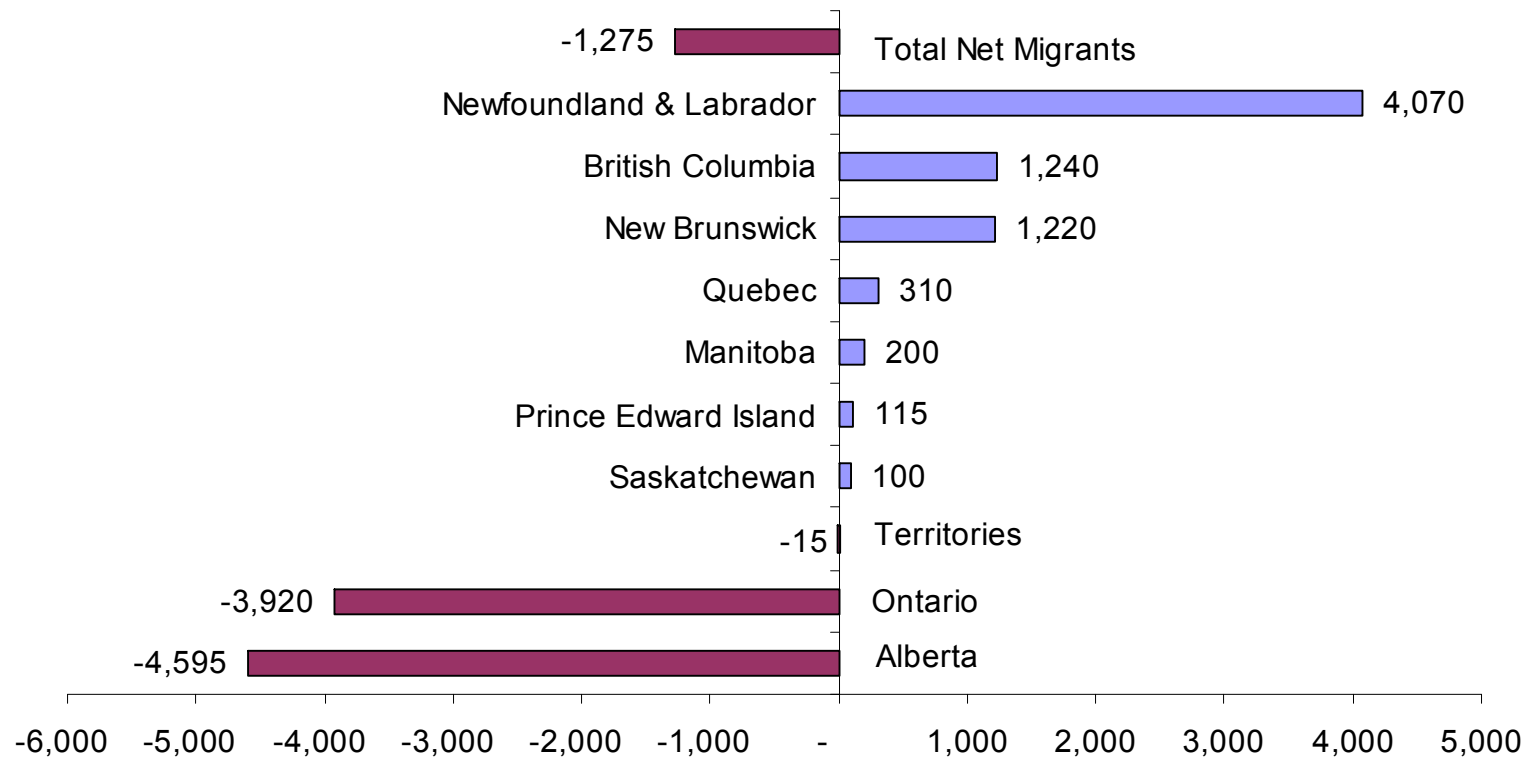 -1,275 Total Net Migrants
Newfoundland & Labrador 4,070
British Columbia 1,240
New Brunswick 1,220
Quebec 310
Manitoba 200
Prince Edward Island 115
Saskatchewan 100
-15 Territories
-3,920 Ontario
-4,595 Alberta
-6,000 -5,000 -4,000 -3,000 -2,000 -1,000 - 1,000 2,000 3,000 4,000 5,000